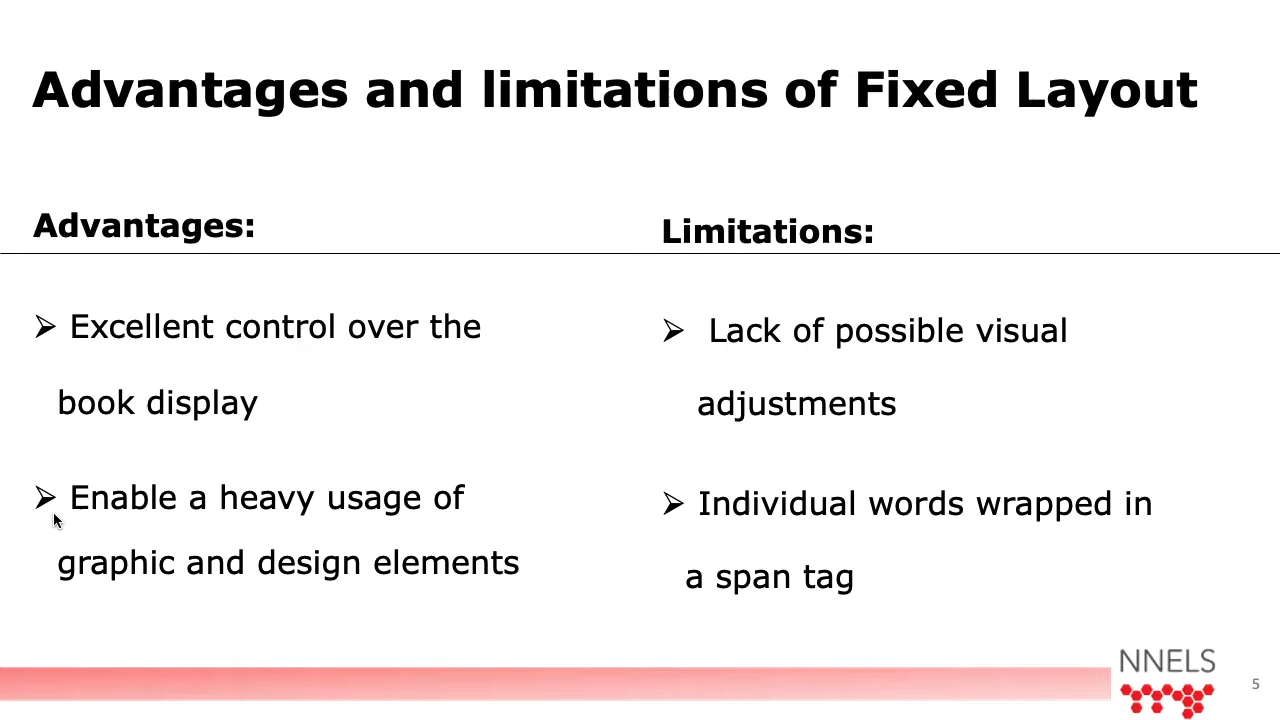 Advantages and limitations of Fixed Layout
Advantages:
➢ Excellent control over the
book display
➢ Enable a heavy usage of
graphic and design elements
Limitations:
➢ Lack of possible visual
adjustments
➢ Individual words wrapped in
a span tag
NNELS
5